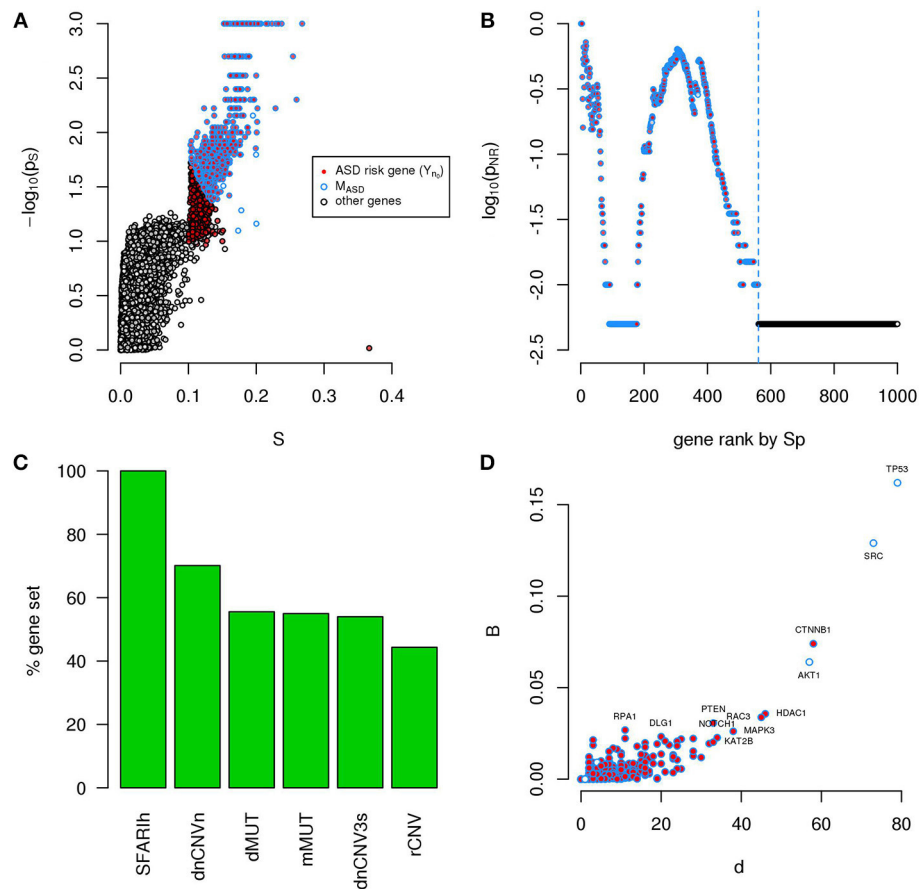 A
−log10(pS)
3.0
2.5
2.0
1.5
1.0
0.5
0.0
0.0
0.1
0.2
0.3
0.4
S
ASD risk gene (Yn0)
MASD
other genes
B
log10(pNR)
0.0
−0.5
−1.0
−1.5
−2.0
−2.5
0
200
400
600
800
1000
gene rank by Sp
C
% gene set
100
80
60
40
20
0
SFARIh
dnCNVn
dMUT
mMUT
dnCNV3s
rCNV
D
B
0.15
0.10
0.05
0.00
0
20
40
60
80
d
TP53
SRC
CTNNB1
AKT1
PTEN
RAC3
HDAC1
RPA1
DLG1
NOTCH1
MAPK3
KAT2B